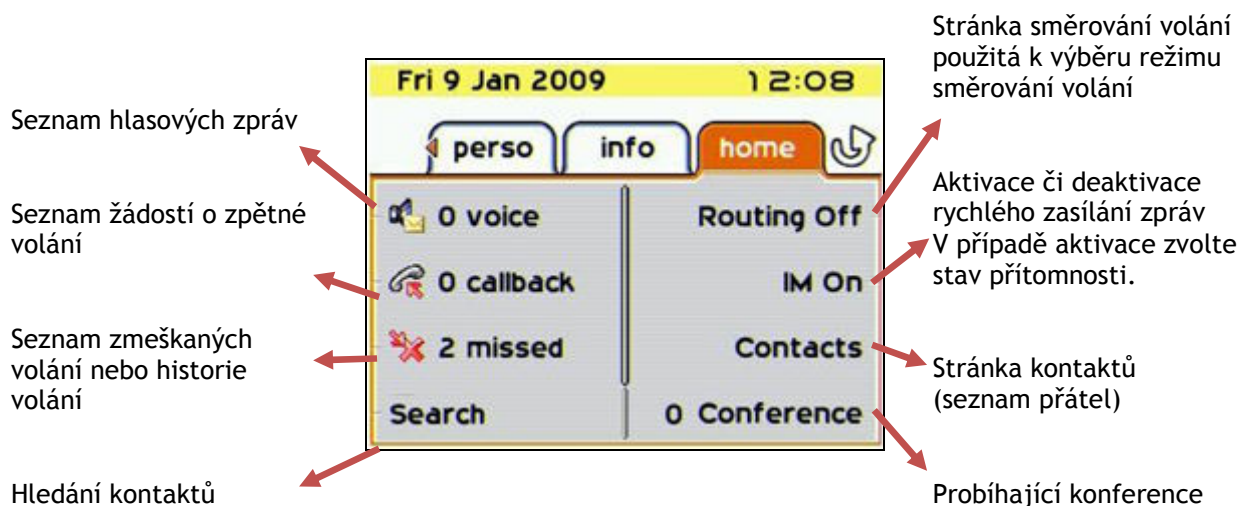 Stránka směrování volání
použitá k výběru režimu
směrování volání
Fri 9 Jan 2009 12:08
Seznam hlasových zpráv
perso info home
Aktivace či deaktivace
rychlého zasílání zpráv
V případě aktivace zvolte
stav přítomnosti.
Seznam žádostí o zpětné
volání
0 voice Routing Off
0 callback IM On
Seznam zmeškaných
volání nebo historie
volání
2 missed Contacts
Stránka kontaktů
(seznam přátel)
Search 0 Conference
Hledání kontaktů
Probíhající konference